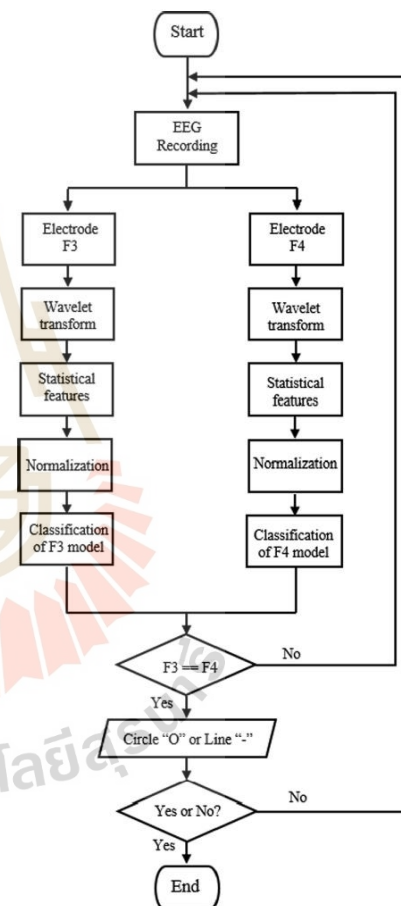 Start
EEG
Recording
Electrode
F3
Electrode
F4
Wavelet
transform
Wavelet
transform
Statistical
features
Statistical
features
Normalization
Normalization
Classification
of F3 model
Classification
of F4 model
F3 == F4
No
Yes
Circle “O” or Line “-”
Yes or No?
No
Yes
End